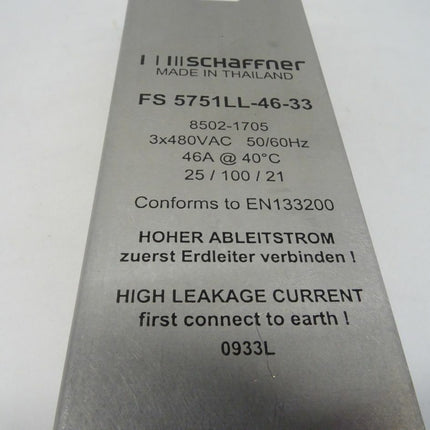 SCHAFFNER
MADE IN THAILAND
FS 5751LL-46-33
8502-1705
3x480VAC 50/60Hz
46A @ 40°C
25 / 100 / 21
Conforms to EN133200
HOHER ABLEITSTROM
zuerst Erdleiter verbinden !
HIGH LEAKAGE CURRENT
first connect to earth !
0933L